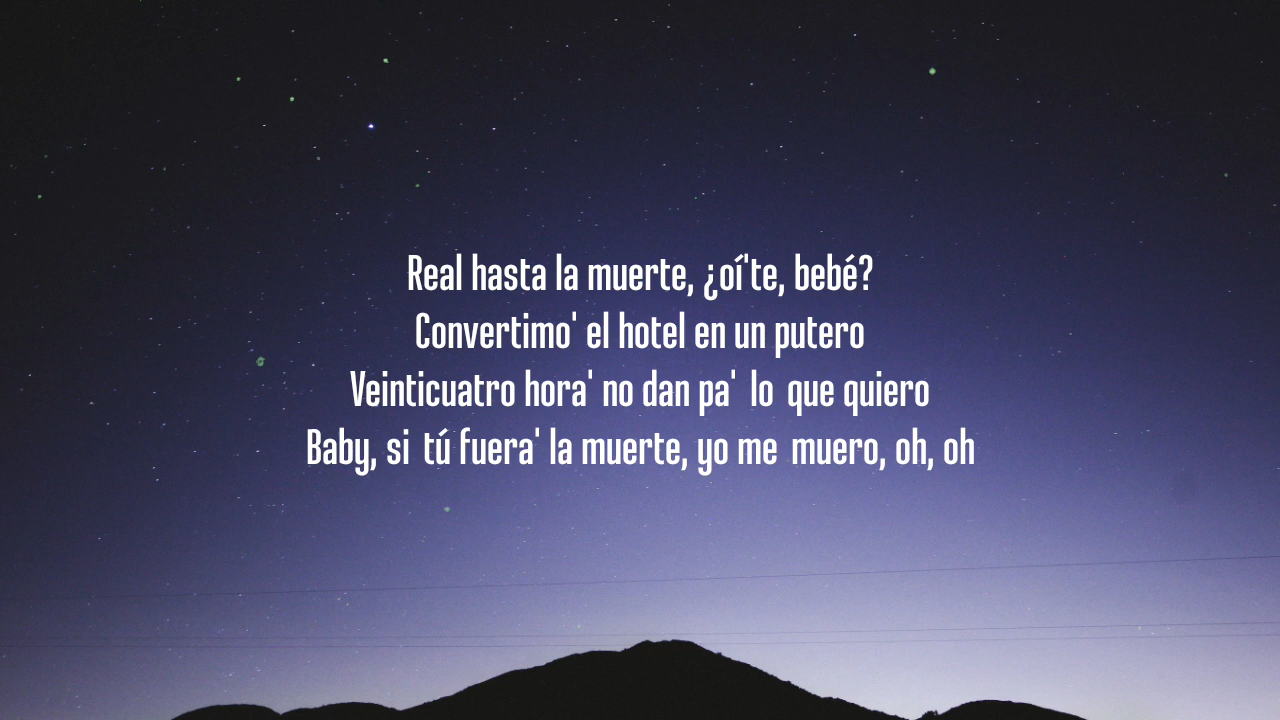 Real hasta la muerte, ¿oí'te, bebé?
Convertimo' el hotel en un putero
Veinticuatro hora' no dan pa' lo que quiero
Baby, si tú fuera' la muerte, yo me muero, oh, oh